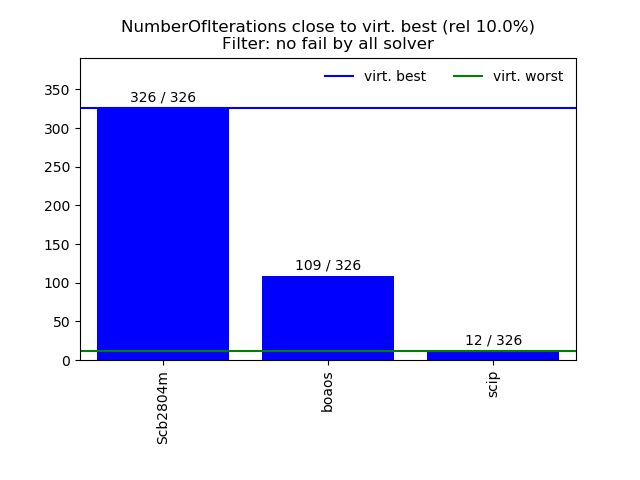 NumberOfIterations close to virt. best (rel 10.0%)
Filter: no fail by all solver
virt. best
virt. worst
350
300
250
200
150
100
50
0
326 / 326
109 / 326
12 / 326
Scb2804m
boaos
scip